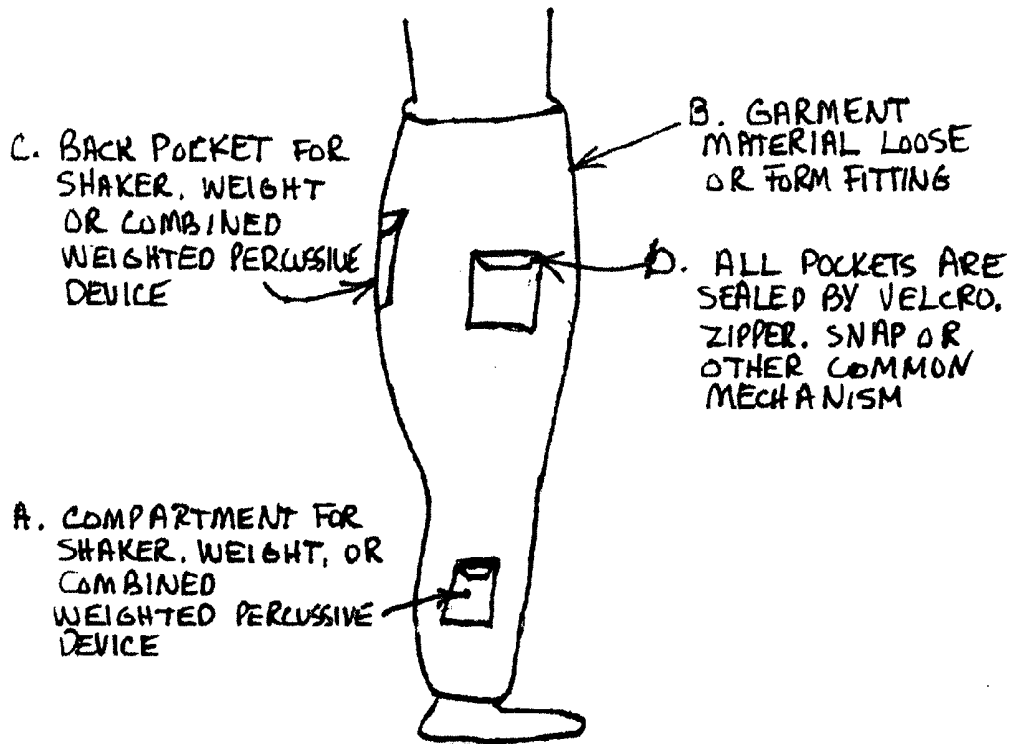 C. BACK POCKET FOR
SHAKER. WEIGHT
OR COMBINED
WEIGHTED PERCUSSIVE
DEVICE
B. GARMENT
MATERIAL LOOSE
OR FORM FITTING
D. ALL POCKETS ARE
SEALED BY VELCRO.
ZIPPER. SNAP OR
OTHER COMMON
MECHANISM
A. COMPARTMENT FOR
SHAKER. WEIGHT, OR
COMBINED
WEIGHTED PERCUSSIVE
DEVICE